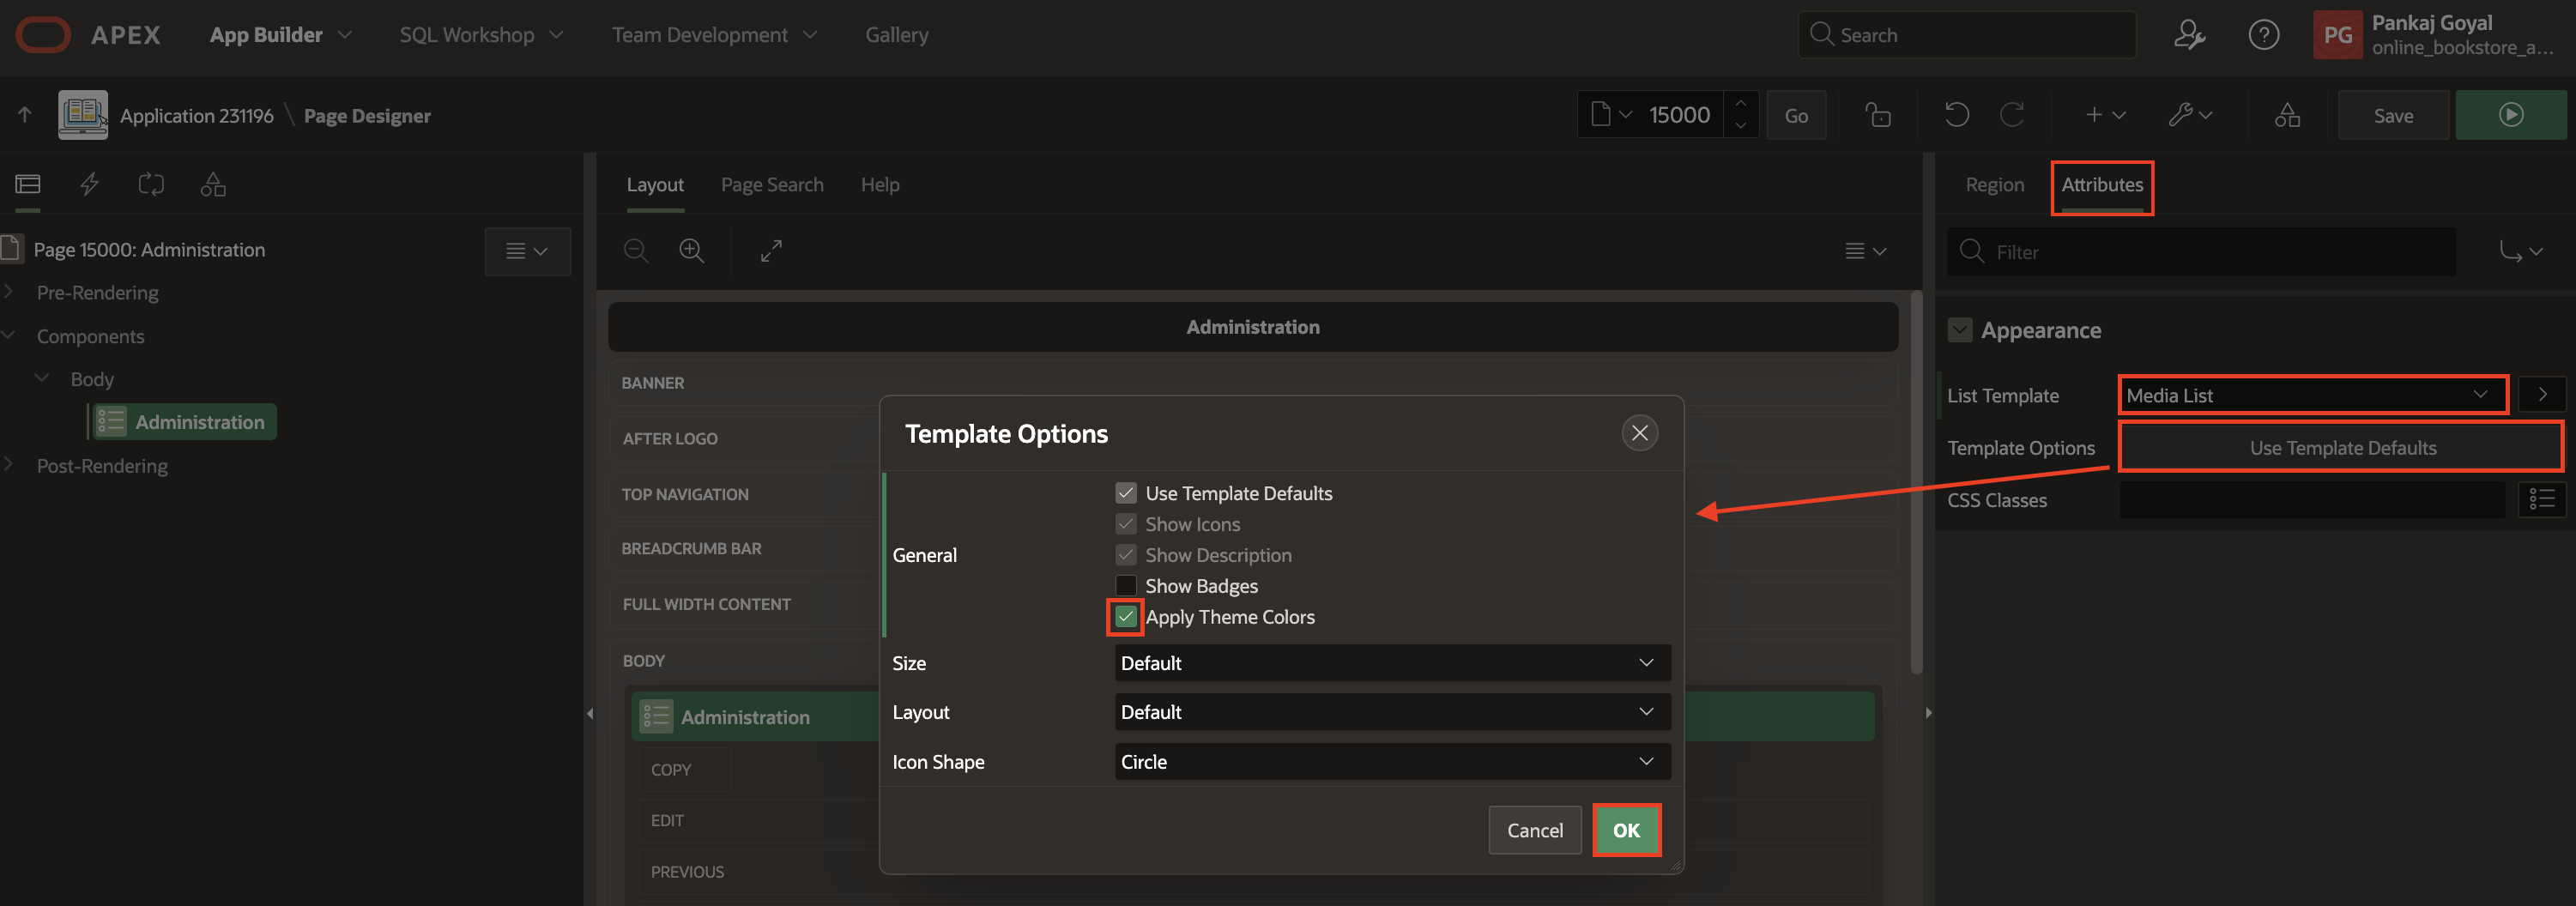 APEX App Builder SQL Workshop Team Development Gallery Search PG Pankaj Goyal
online_bookstore_a...
Application 231196 \ Page Designer 15000 Go Save
Layout Page Search Help Region Attributes
Page 15000: Administration
Filter
Pre-Rendering
Components
Body
Administration
Post-Rendering
Administration
BANNER
AFTER LOGO
TOP NAVIGATION
BREADCRUMB BAR
FULL WIDTH CONTENT
BODY
Administration
COPY
EDIT
PREVIOUS
Template Options
General
Use Template Defaults
Show Icons
Show Description
Show Badges
Apply Theme Colors
Size Default
Layout Default
Icon Shape Circle
Cancel OK
Appearance
List Template Media List
Template Options Use Template Defaults
CSS Classes